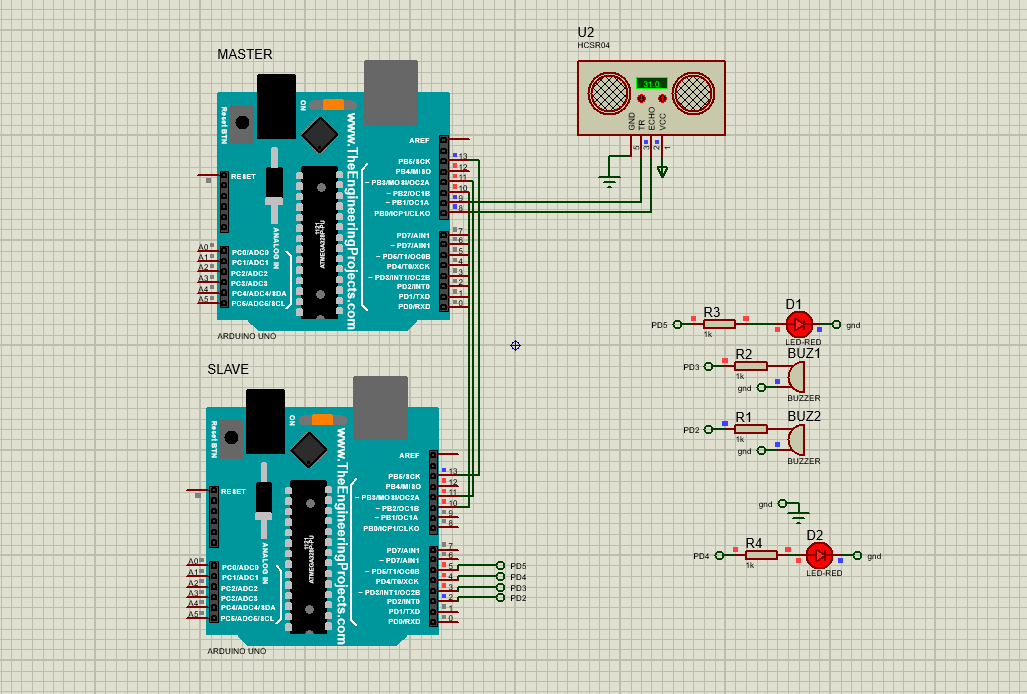 MASTER
Reset BTN
ON
www.TheEngineeringProjects.com
RESET
ANALOG IN
ATMEGA328P-PU
1121
A0
A1
A2
A3
A4
A5
PC0/ADC0
PC1/ADC1
PC2/ADC2
PC3/ADC3
PC4/ADC4/SDA
PC5/ADC5/SCL
AREF
PB5/SCK
PB4/MISO
~ PB3/MOSI/OC2A
~ PB2/OC1B
~ PB1/OC1A
PB0/ICP1/CLKO
PD7/AIN1
~ PD7/AIN1
~ PD5/T1/OC0B
PD4/T0/XCK
~ PD3/INT1/OC2B
PD2/INT0
PD1/TXD
PD0/RXD
13
12
11
10
9
8
7
6
5
4
3
2
1
0
ARDUINO UNO
U2
HCSR04
31.0
GND
TR
ECHO
VCC
5
3
2
1
SLAVE
Reset BTN
ON
www.TheEngineeringProjects.com
RESET
ANALOG IN
ATMEGA328P-PU
1121
A0
A1
A2
A3
A4
A5
PC0/ADC0
PC1/ADC1
PC2/ADC2
PC3/ADC3
PC4/ADC4/SDA
PC5/ADC5/SCL
AREF
PB5/SCK
PB4/MISO
~ PB3/MOSI/OC2A
~ PB2/OC1B
~ PB1/OC1A
PB0/ICP1/CLKO
PD7/AIN1
~ PD7/AIN1
~ PD5/T1/OC0B
PD4/T0/XCK
~ PD3/INT1/OC2B
PD2/INT0
PD1/TXD
PD0/RXD
13
12
11
10
9
8
7
6
5
4
3
2
1
0
PD5
PD4
PD3
PD2
ARDUINO UNO
PD5
R3
1k
D1
LED-RED
gnd
PD3
R2
1k
gnd
BUZ1
BUZZER
PD2
R1
1k
gnd
BUZ2
BUZZER
gnd
PD4
R4
1k
D2
LED-RED
gnd